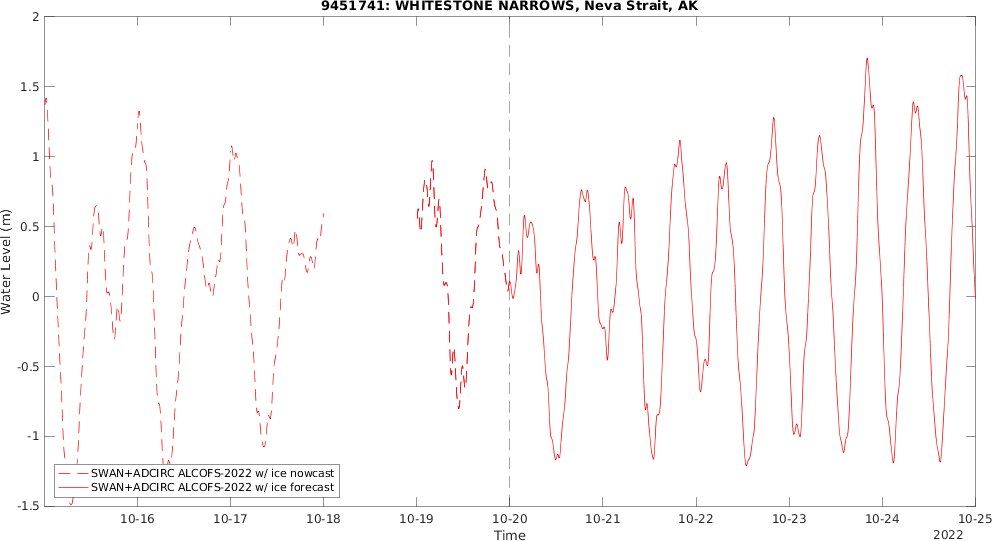 9451741: WHITESTONE NARROWS, Neva Strait, AK
Water Level (m)
2
1.5
1
0.5
0
-0.5
-1
-1.5
SWAN+ADCIRC ALCOFS-2022 w/ ice nowcast
SWAN+ADCIRC ALCOFS-2022 w/ ice forecast
10-16 10-17 10-18 10-19 10-20 10-21 10-22 10-23 10-24 10-25
Time
2022